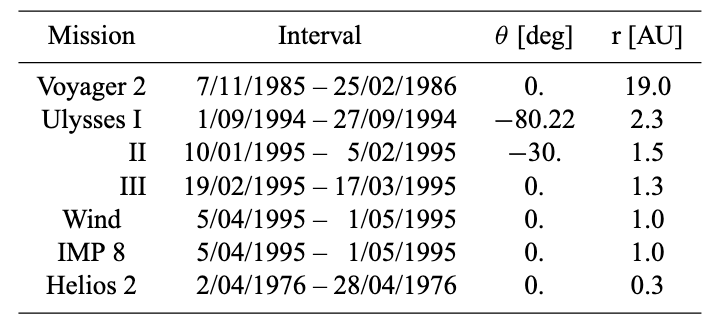 Mission Interval θ [deg] r [AU]
Voyager 2 7/11/1985 – 25/02/1986 0. 19.0
Ulysses I 1/09/1994 – 27/09/1994 −80.22 2.3
II 10/01/1995 – 5/02/1995 −30. 1.5
III 19/02/1995 – 17/03/1995 0. 1.3
Wind 5/04/1995 – 1/05/1995 0. 1.0
IMP 8 5/04/1995 – 1/05/1995 0. 1.0
Helios 2 2/04/1976 – 28/04/1976 0. 0.3